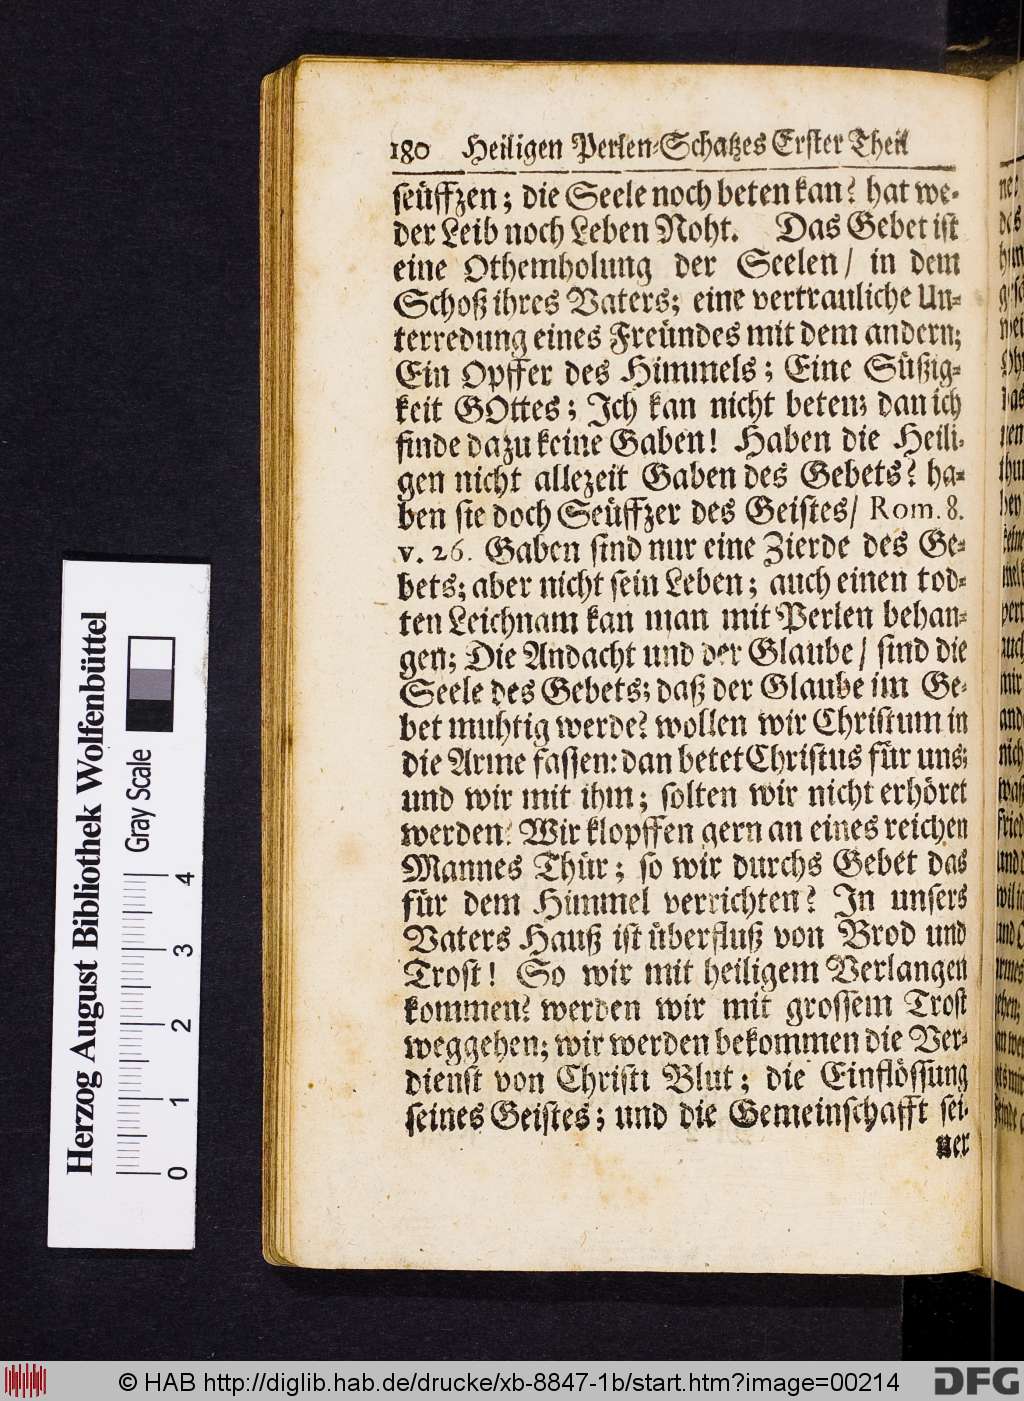 180 Heiligen Perlen-Schatzes Erster Theil
seüffzen; die Seele noch beten kan? hat we-
der Leib noch Leben Noht. Das Gebet ist
eine Othemholung der Seelen/ in dem
Schoß ihres Vaters; eine vertrauliche Un-
terredung eines Freündes mit dem andern;
Ein Opffer des Himmels; Eine Süßig-
keit GOttes; Ich kan nicht beten; dan ich
finde dazu keine Gaben! Haben die Heili-
gen nicht allezeit Gaben des Gebets? ha-
ben sie doch Seüffzer des Geistes/ Rom. 8.
v. 26. Gaben sind nur eine Zierde des Ge-
bets; aber nicht sein Leben; auch einen tod-
ten Leichnam kan man mit Perlen behan-
gen; Die Andacht und der Glaube/ sind die
Seele des Gebets; daß der Glaube im Ge-
bet muhtig werde? wollen wir Christum in
die Arme fassen: dan betet Christus für uns;
und wir mit ihm; solten wir nicht erhöret
werden? Wir klopffen gern an eines reichen
Mannes Thür; so wir durchs Gebet das
für dem Himmel verrichten? In unsers
Vaters Hauß ist überfluß von Brod und
Trost! So wir mit heiligem Verlangen
kommen? werden wir mit grossem Trost
weggehen; wir werden bekommen die Ver-
dienst von Christi Blut; die Einflössung
seines Geistes; und die Gemeinschafft sei-
ner
Herzog August Bibliothek Wolfenbüttel
Gray Scale
0 1 2 3 4
© HAB http://diglib.hab.de/drucke/xb-8847-1b/start.htm?image=00214
DFG